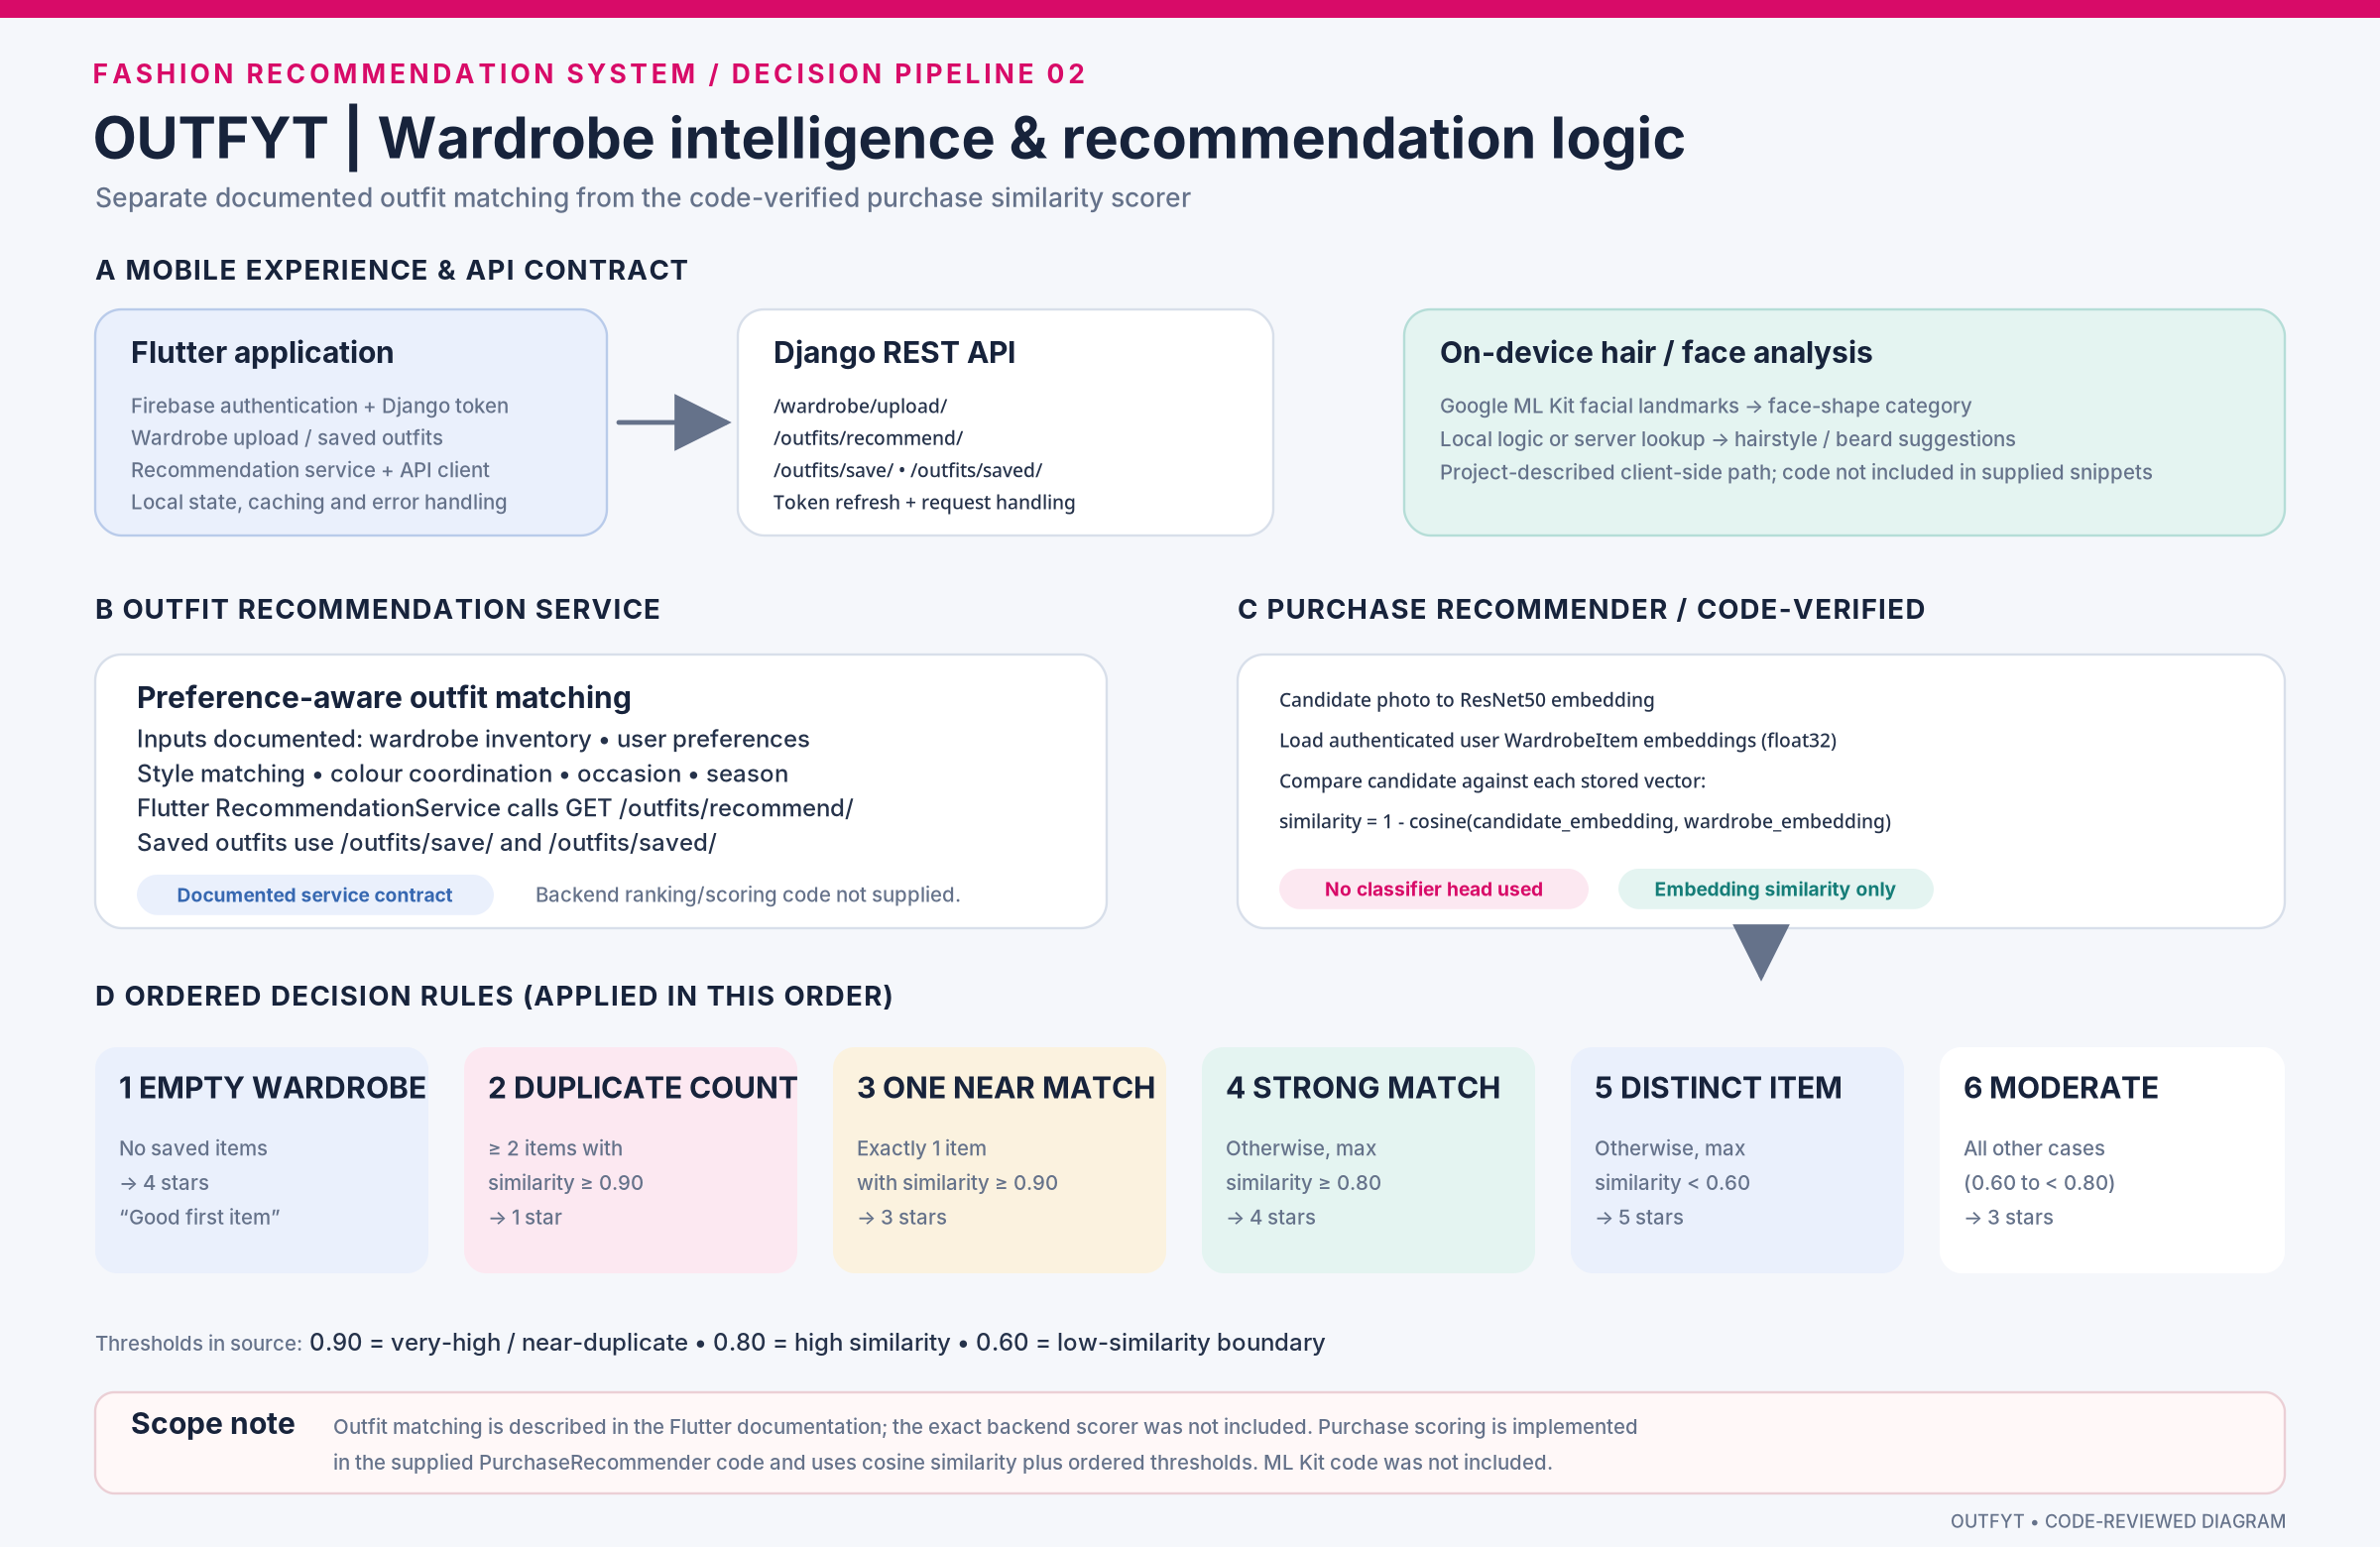 FASHION RECOMMENDATION SYSTEM / DECISION PIPELINE 02
OUTFYT | Wardrobe intelligence & recommendation logic
Separate documented outfit matching from the code-verified purchase similarity scorer
A MOBILE EXPERIENCE & API CONTRACT
Flutter application
Firebase authentication + Django token
Wardrobe upload / saved outfits
Recommendation service + API client
Local state, caching and error handling
Django REST API
/wardrobe/upload/
/outfits/recommend/
/outfits/save/ • /outfits/saved/
Token refresh + request handling
On-device hair / face analysis
Google ML Kit facial landmarks → face-shape category
Local logic or server lookup → hairstyle / beard suggestions
Project-described client-side path; code not included in supplied snippets
B OUTFIT RECOMMENDATION SERVICE
Preference-aware outfit matching
Inputs documented: wardrobe inventory • user preferences
Style matching • colour coordination • occasion • season
Flutter RecommendationService calls GET /outfits/recommend/
Saved outfits use /outfits/save/ and /outfits/saved/
Documented service contract
Backend ranking/scoring code not supplied.
C PURCHASE RECOMMENDER / CODE-VERIFIED
Candidate photo to ResNet50 embedding
Load authenticated user WardrobeItem embeddings (float32)
Compare candidate against each stored vector:
similarity = 1 - cosine(candidate_embedding, wardrobe_embedding)
No classifier head used
Embedding similarity only
D ORDERED DECISION RULES (APPLIED IN THIS ORDER)
1 EMPTY WARDROBE
No saved items
→ 4 stars
“Good first item”
2 DUPLICATE COUNT
≥ 2 items with
similarity ≥ 0.90
→ 1 star
3 ONE NEAR MATCH
Exactly 1 item
with similarity ≥ 0.90
→ 3 stars
4 STRONG MATCH
Otherwise, max
similarity ≥ 0.80
→ 4 stars
5 DISTINCT ITEM
Otherwise, max
similarity < 0.60
→ 5 stars
6 MODERATE
All other cases
(0.60 to < 0.80)
→ 3 stars
Thresholds in source: 0.90 = very-high / near-duplicate • 0.80 = high similarity • 0.60 = low-similarity boundary
Scope note
Outfit matching is described in the Flutter documentation; the exact backend scorer was not included. Purchase scoring is implemented
in the supplied PurchaseRecommender code and uses cosine similarity plus ordered thresholds. ML Kit code was not included.
OUTFYT • CODE-REVIEWED DIAGRAM